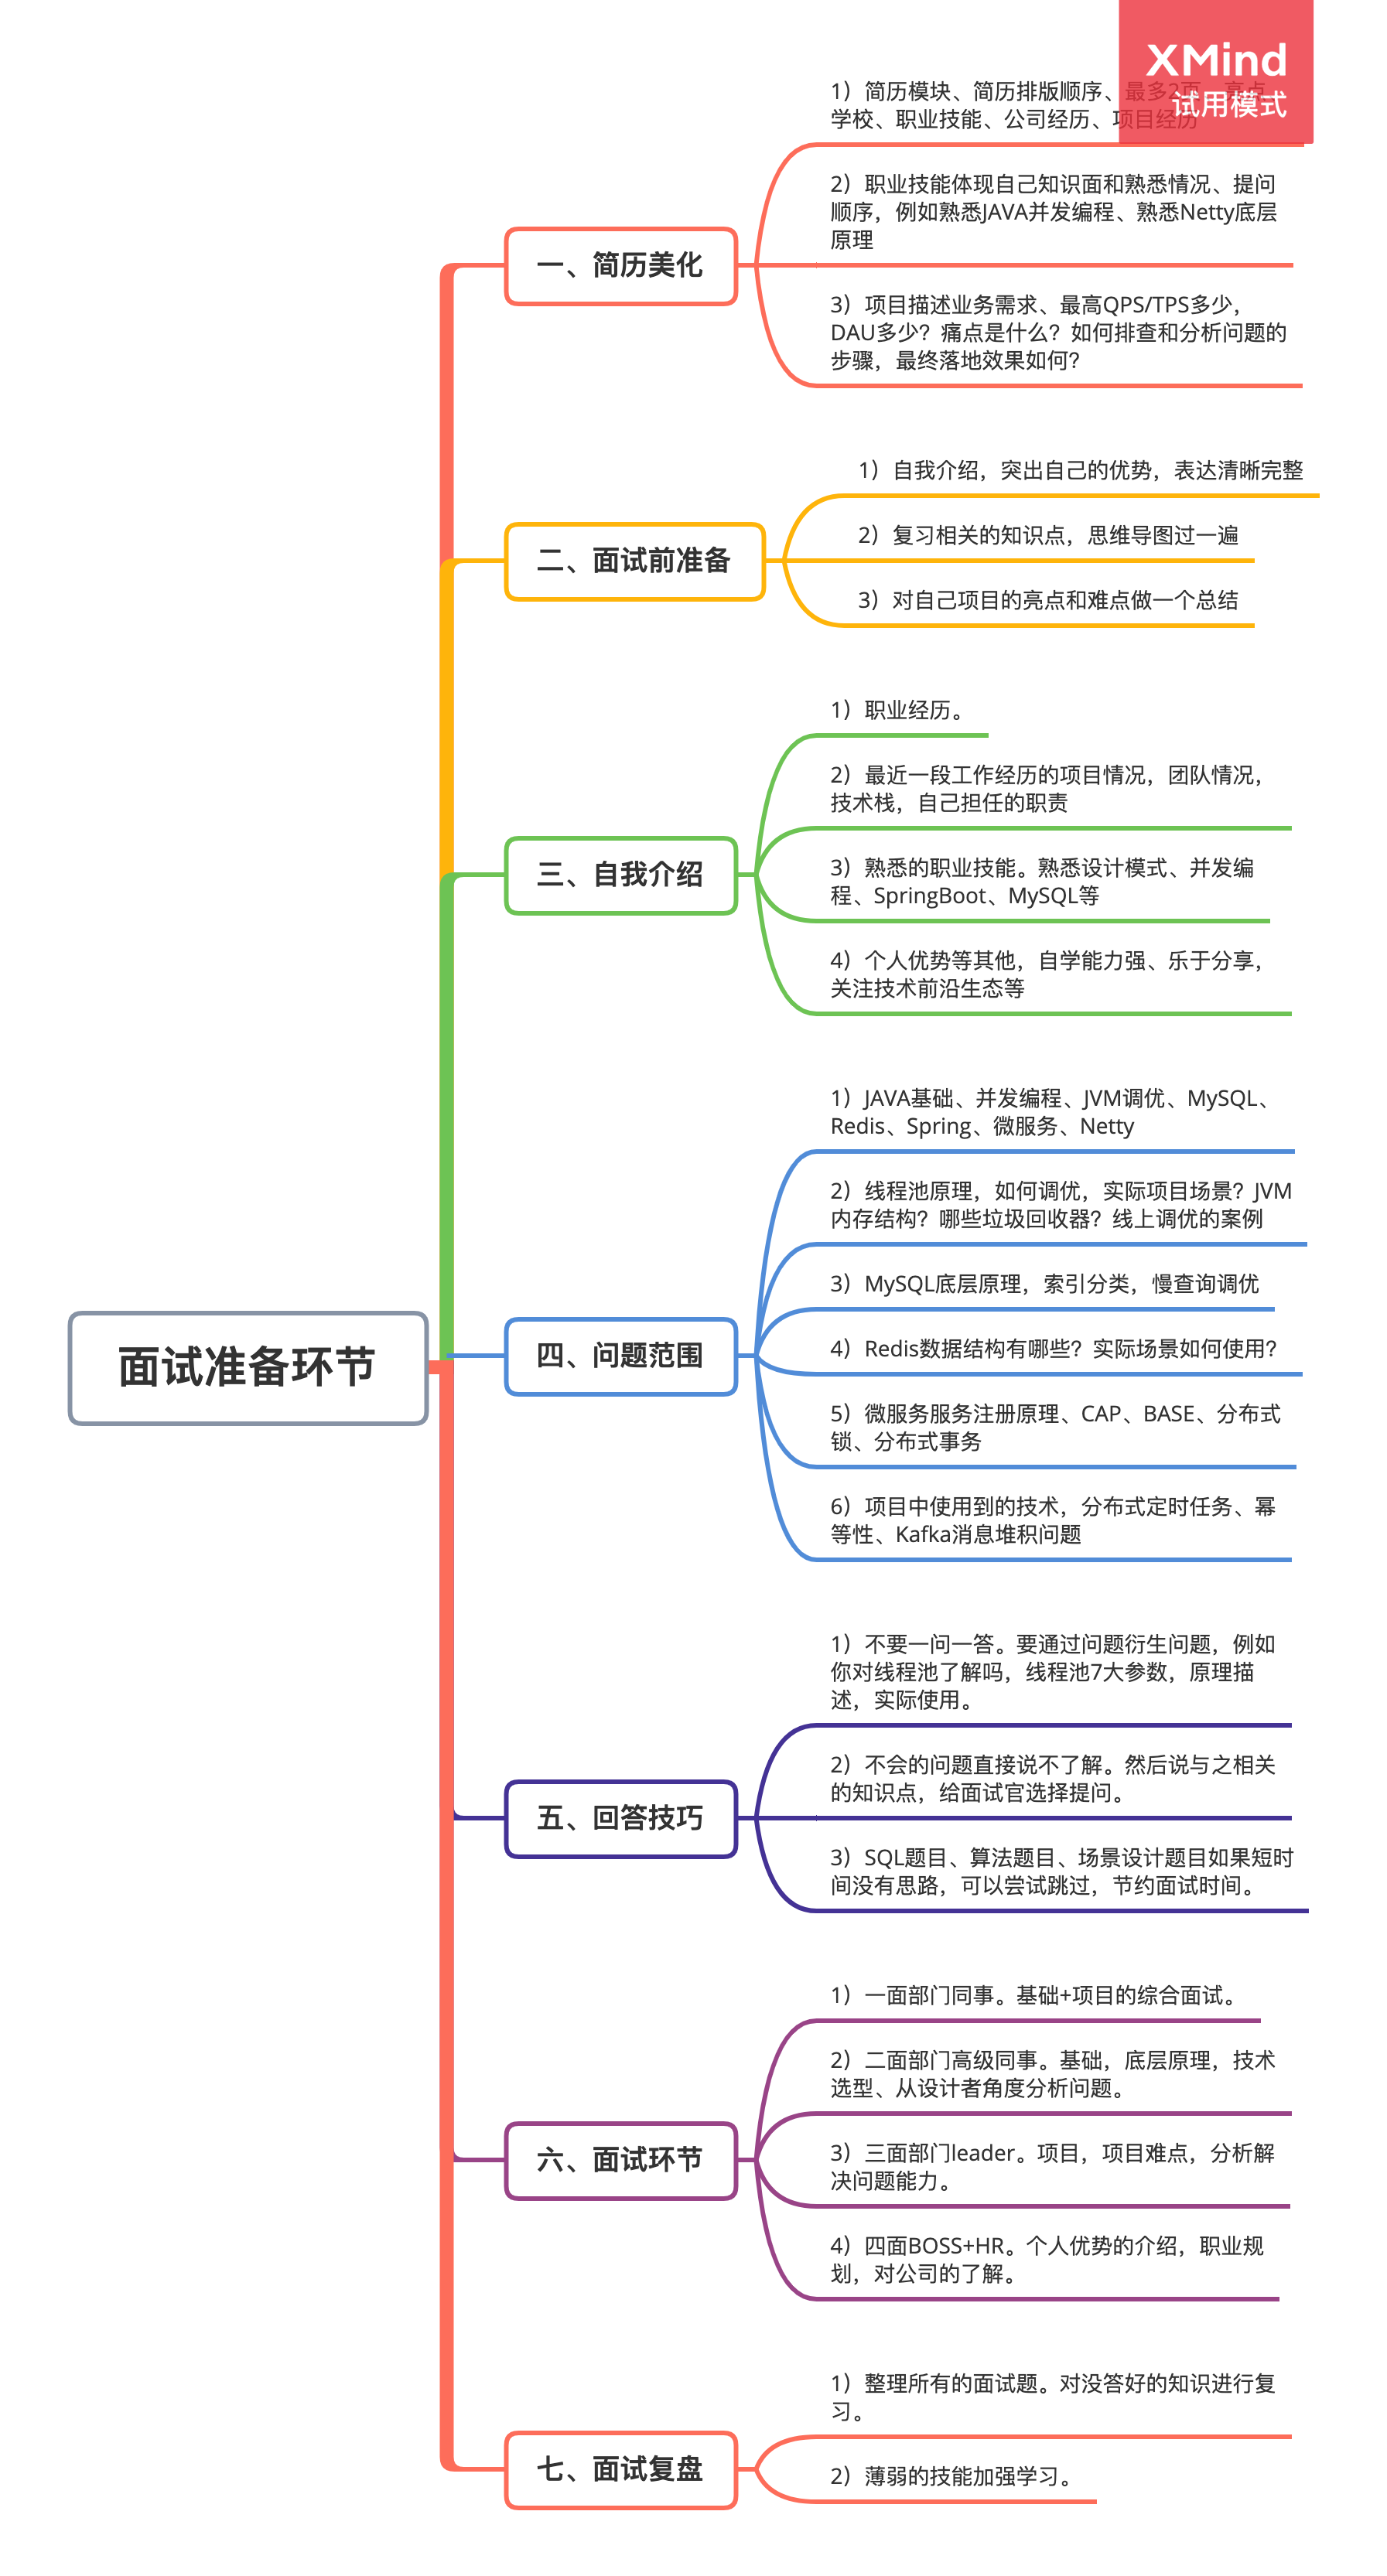 XMind
试用模式
1）简历模块、简历排版顺序、最多2页、亮点、
学校、职业技能、公司经历、项目经历
2）职业技能体现自己知识面和熟悉情况、提问
顺序，例如熟悉JAVA并发编程、熟悉Netty底层
原理
一、简历美化
3）项目描述业务需求、最高QPS/TPS多少，
DAU多少？痛点是什么？如何排查和分析问题的
步骤，最终落地效果如何？
1）自我介绍，突出自己的优势，表达清晰完整
二、面试前准备
2）复习相关的知识点，思维导图过一遍
3）对自己项目的亮点和难点做一个总结
1）职业经历。
2）最近一段工作经历的项目情况，团队情况，
技术栈，自己担任的职责
三、自我介绍
3）熟悉的职业技能。熟悉设计模式、并发编
程、SpringBoot、MySQL等
4）个人优势等其他，自学能力强、乐于分享，
关注技术前沿生态等
1）JAVA基础、并发编程、JVM调优、MySQL、
Redis、Spring、微服务、Netty
2）线程池原理，如何调优，实际项目场景？JVM
内存结构？哪些垃圾回收器？线上调优的案例
3）MySQL底层原理，索引分类，慢查询调优
面试准备环节
四、问题范围
4）Redis数据结构有哪些？实际场景如何使用？
5）微服务服务注册原理、CAP、BASE、分布式
锁、分布式事务
6）项目中使用到的技术，分布式定时任务、幂
等性、Kafka消息堆积问题
1）不要一问一答。要通过问题衍生问题，例如
你对线程池了解吗，线程池7大参数，原理描
述，实际使用。
五、回答技巧
2）不会的问题直接说不了解。然后说与之相关
的知识点，给面试官选择提问。
3）SQL题目、算法题目、场景设计题目如果短时
间没有思路，可以尝试跳过，节约面试时间。
1）一面部门同事。基础+项目的综合面试。
2）二面部门高级同事。基础，底层原理，技术
选型、从设计者角度分析问题。
六、面试环节
3）三面部门leader。项目，项目难点，分析解
决问题能力。
4）四面BOSS+HR。个人优势的介绍，职业规
划，对公司的了解。
1）整理所有的面试题。对没答好的知识进行复
习。
七、面试复盘
2）薄弱的技能加强学习。